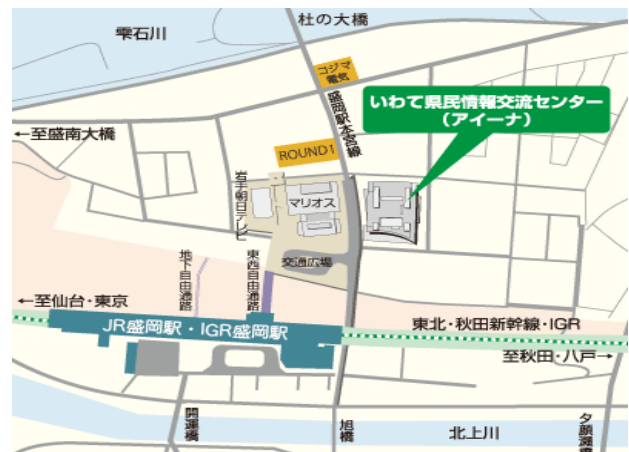 杜の大橋
雫石川
コジマ
電気
盛岡駅本宮線
いわて県民情報交流センター
（アイーナ）
←至盛南大橋
ROUND1
岩手朝日テレビ
マリオス
交通広場
地下自由通路
東西自由通路
←至仙台・東京
JR盛岡駅・IGR盛岡駅
東北・秋田新幹線・IGR
至秋田・八戸→
開運橋
旭橋
北上川
夕顔瀬橋